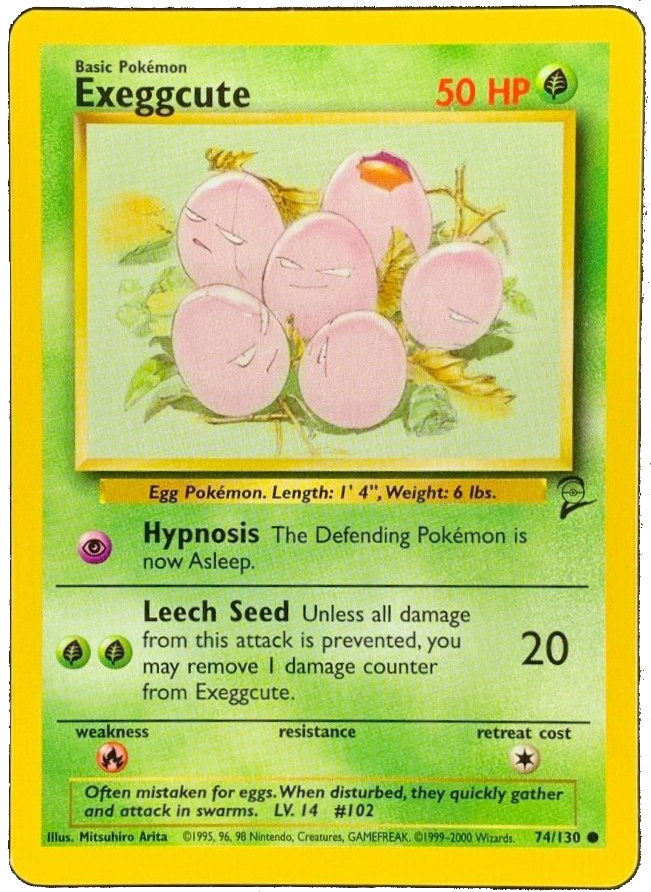 Basic Pokémon
Exeggcute
50 HP
Egg Pokémon. Length: 1' 4", Weight: 6 lbs.
Hypnosis The Defending Pokémon is
now Asleep.
Leech Seed Unless all damage
from this attack is prevented, you
may remove 1 damage counter
from Exeggcute.
20
weakness
resistance
retreat cost
Often mistaken for eggs. When disturbed, they quickly gather
and attack in swarms. LV. 14 #102
Illus. Mitsuhiro Arita ©1995, 96, 98 Nintendo, Creatures, GAMEFREAK. ©1999-2000 Wizards. 74/130